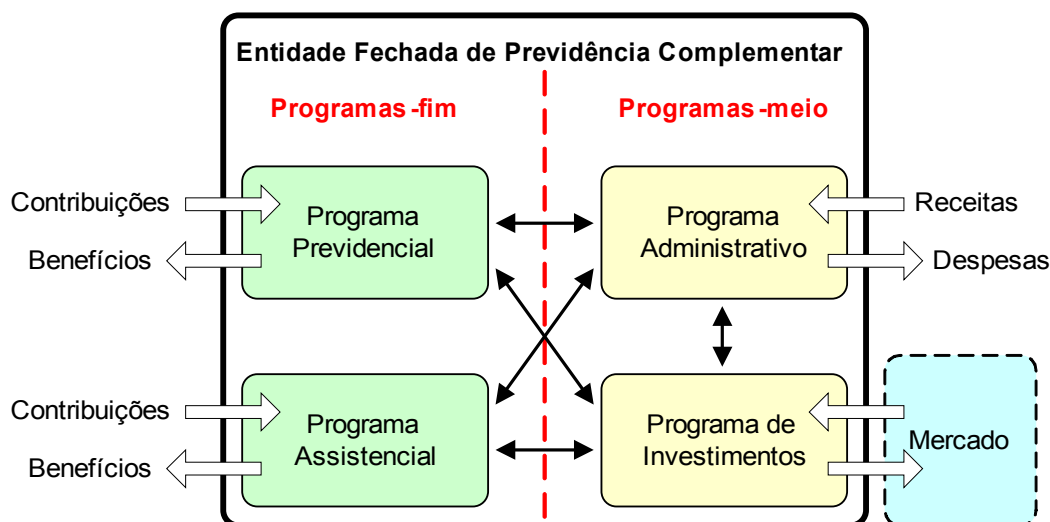 Entidade Fechada de Previdência Complementar
Programas-fim
Programas-meio
Contribuições
Benefícios
Programa
Previdencial
Programa
Administrativo
Receitas
Despesas
Contribuições
Benefícios
Programa
Assistencial
Programa de
Investimentos
Mercado